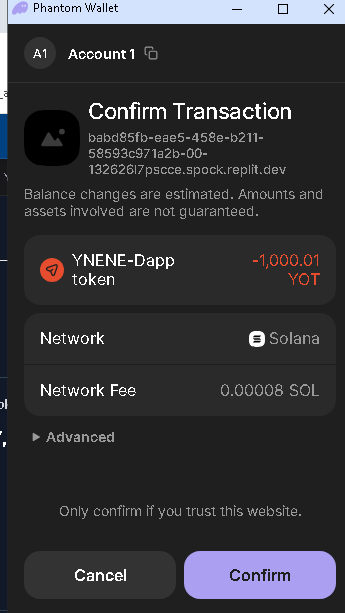 Phantom Wallet
A1 Account 1
Confirm Transaction
babd85fb-eae5-458e-b211-
58593c971a2b-00-
132626l7pscce.spock.replit.dev
Balance changes are estimated. Amounts and
assets involved are not guaranteed.
YNENE-Dapp
token
-1,000.01
YOT
Network Solana
Network Fee 0.00008 SOL
Advanced
Only confirm if you trust this website.
Cancel Confirm